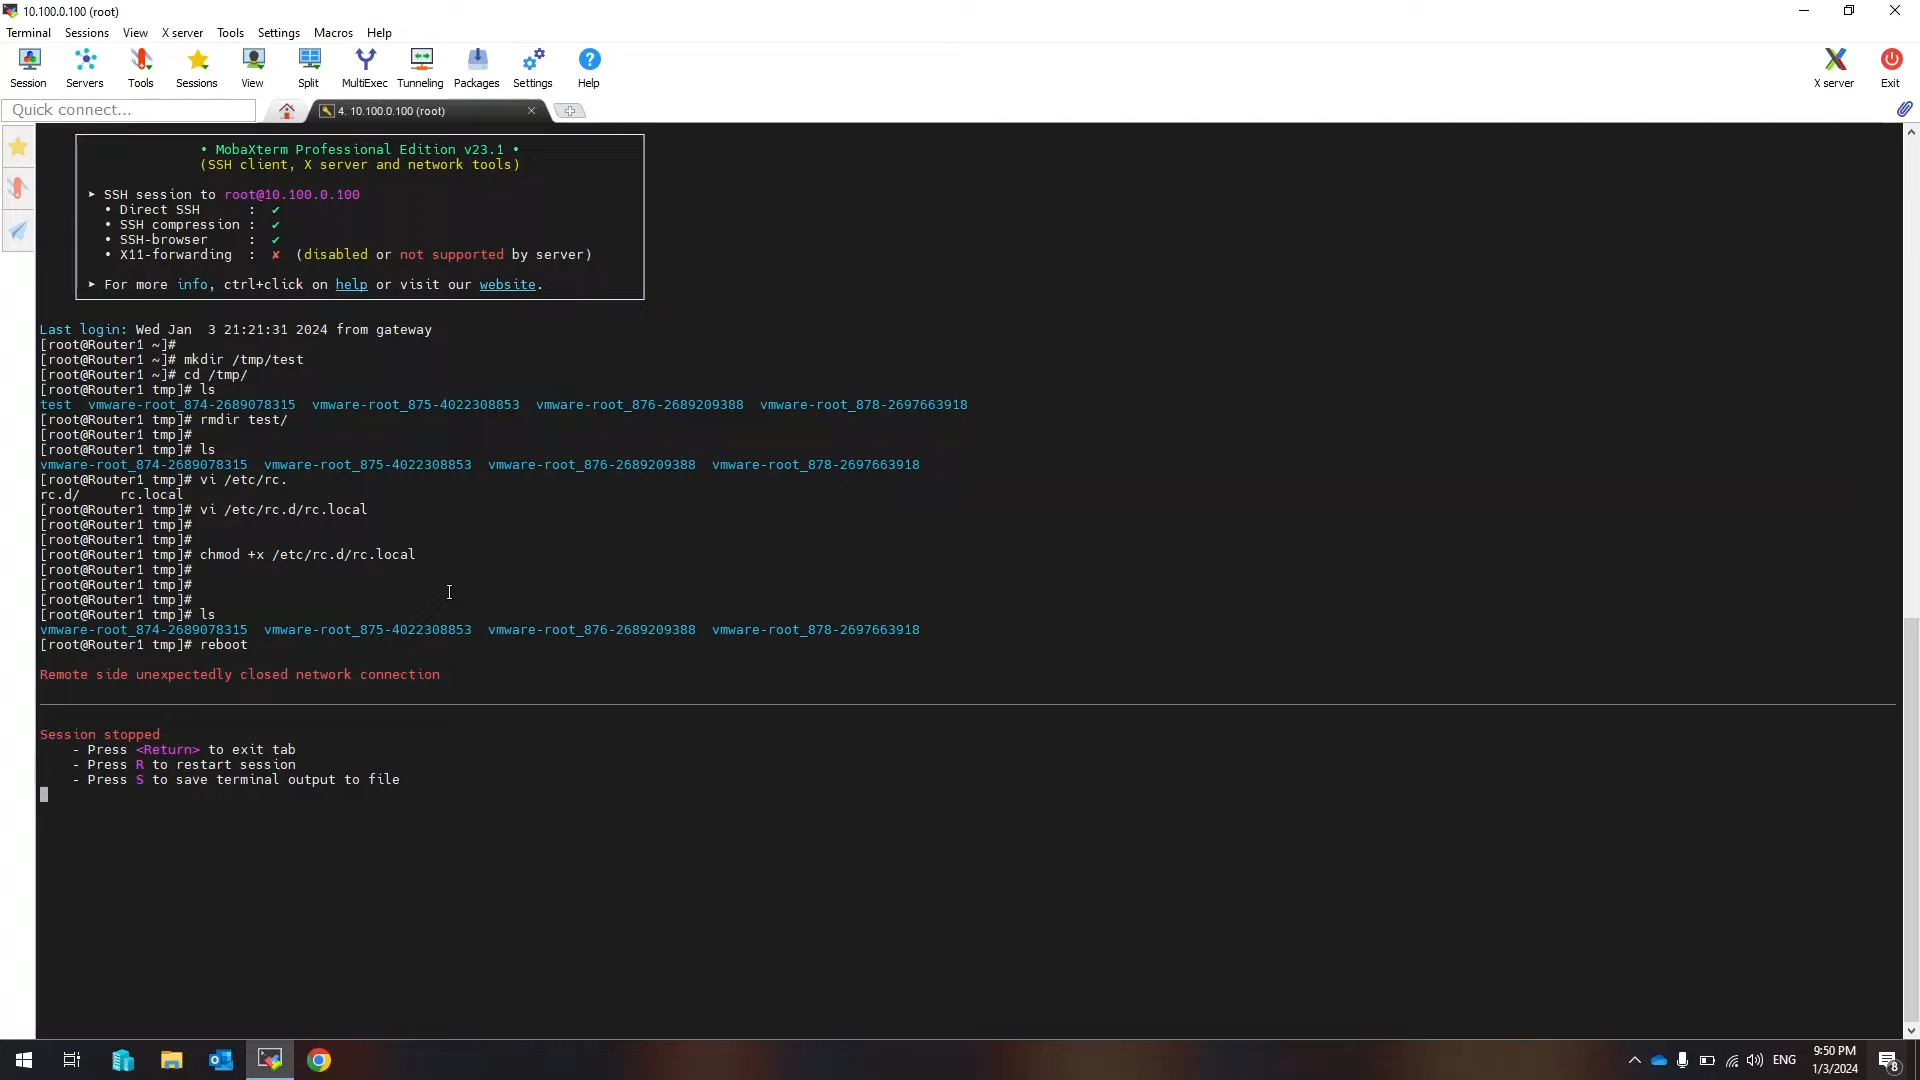 10.100.0.100 (root)
Terminal Sessions View X server Tools Settings Macros Help
Session Servers Tools Sessions View Split MultiExec Tunneling Packages Settings Help X server Exit
Quick connect... 4. 10.100.0.100 (root)
• MobaXterm Professional Edition v23.1 •
(SSH client, X server and network tools)
➤ SSH session to root@10.100.0.100
• Direct SSH : ✔
• SSH compression : ✔
• SSH-browser : ✔
• X11-forwarding : ✘ (disabled or not supported by server)
➤ For more info, ctrl+click on help or visit our website.
Last login: Wed Jan  3 21:21:31 2024 from gateway
[root@Router1 ~]#
[root@Router1 ~]# mkdir /tmp/test
[root@Router1 ~]# cd /tmp/
[root@Router1 tmp]# ls
test  vmware-root_874-2689078315  vmware-root_875-4022308853  vmware-root_876-2689209388  vmware-root_878-2697663918
[root@Router1 tmp]# rmdir test/
[root@Router1 tmp]#
[root@Router1 tmp]# ls
vmware-root_874-2689078315  vmware-root_875-4022308853  vmware-root_876-2689209388  vmware-root_878-2697663918
[root@Router1 tmp]# vi /etc/rc.
rc.d/     rc.local
[root@Router1 tmp]# vi /etc/rc.d/rc.local
[root@Router1 tmp]#
[root@Router1 tmp]#
[root@Router1 tmp]# chmod +x /etc/rc.d/rc.local
[root@Router1 tmp]#
[root@Router1 tmp]#
[root@Router1 tmp]#
[root@Router1 tmp]# ls
vmware-root_874-2689078315  vmware-root_875-4022308853  vmware-root_876-2689209388  vmware-root_878-2697663918
[root@Router1 tmp]# reboot
Remote side unexpectedly closed network connection
Session stopped
- Press <Return> to exit tab
- Press R to restart session
- Press S to save terminal output to file
ENG
9:50 PM
1/3/2024
8